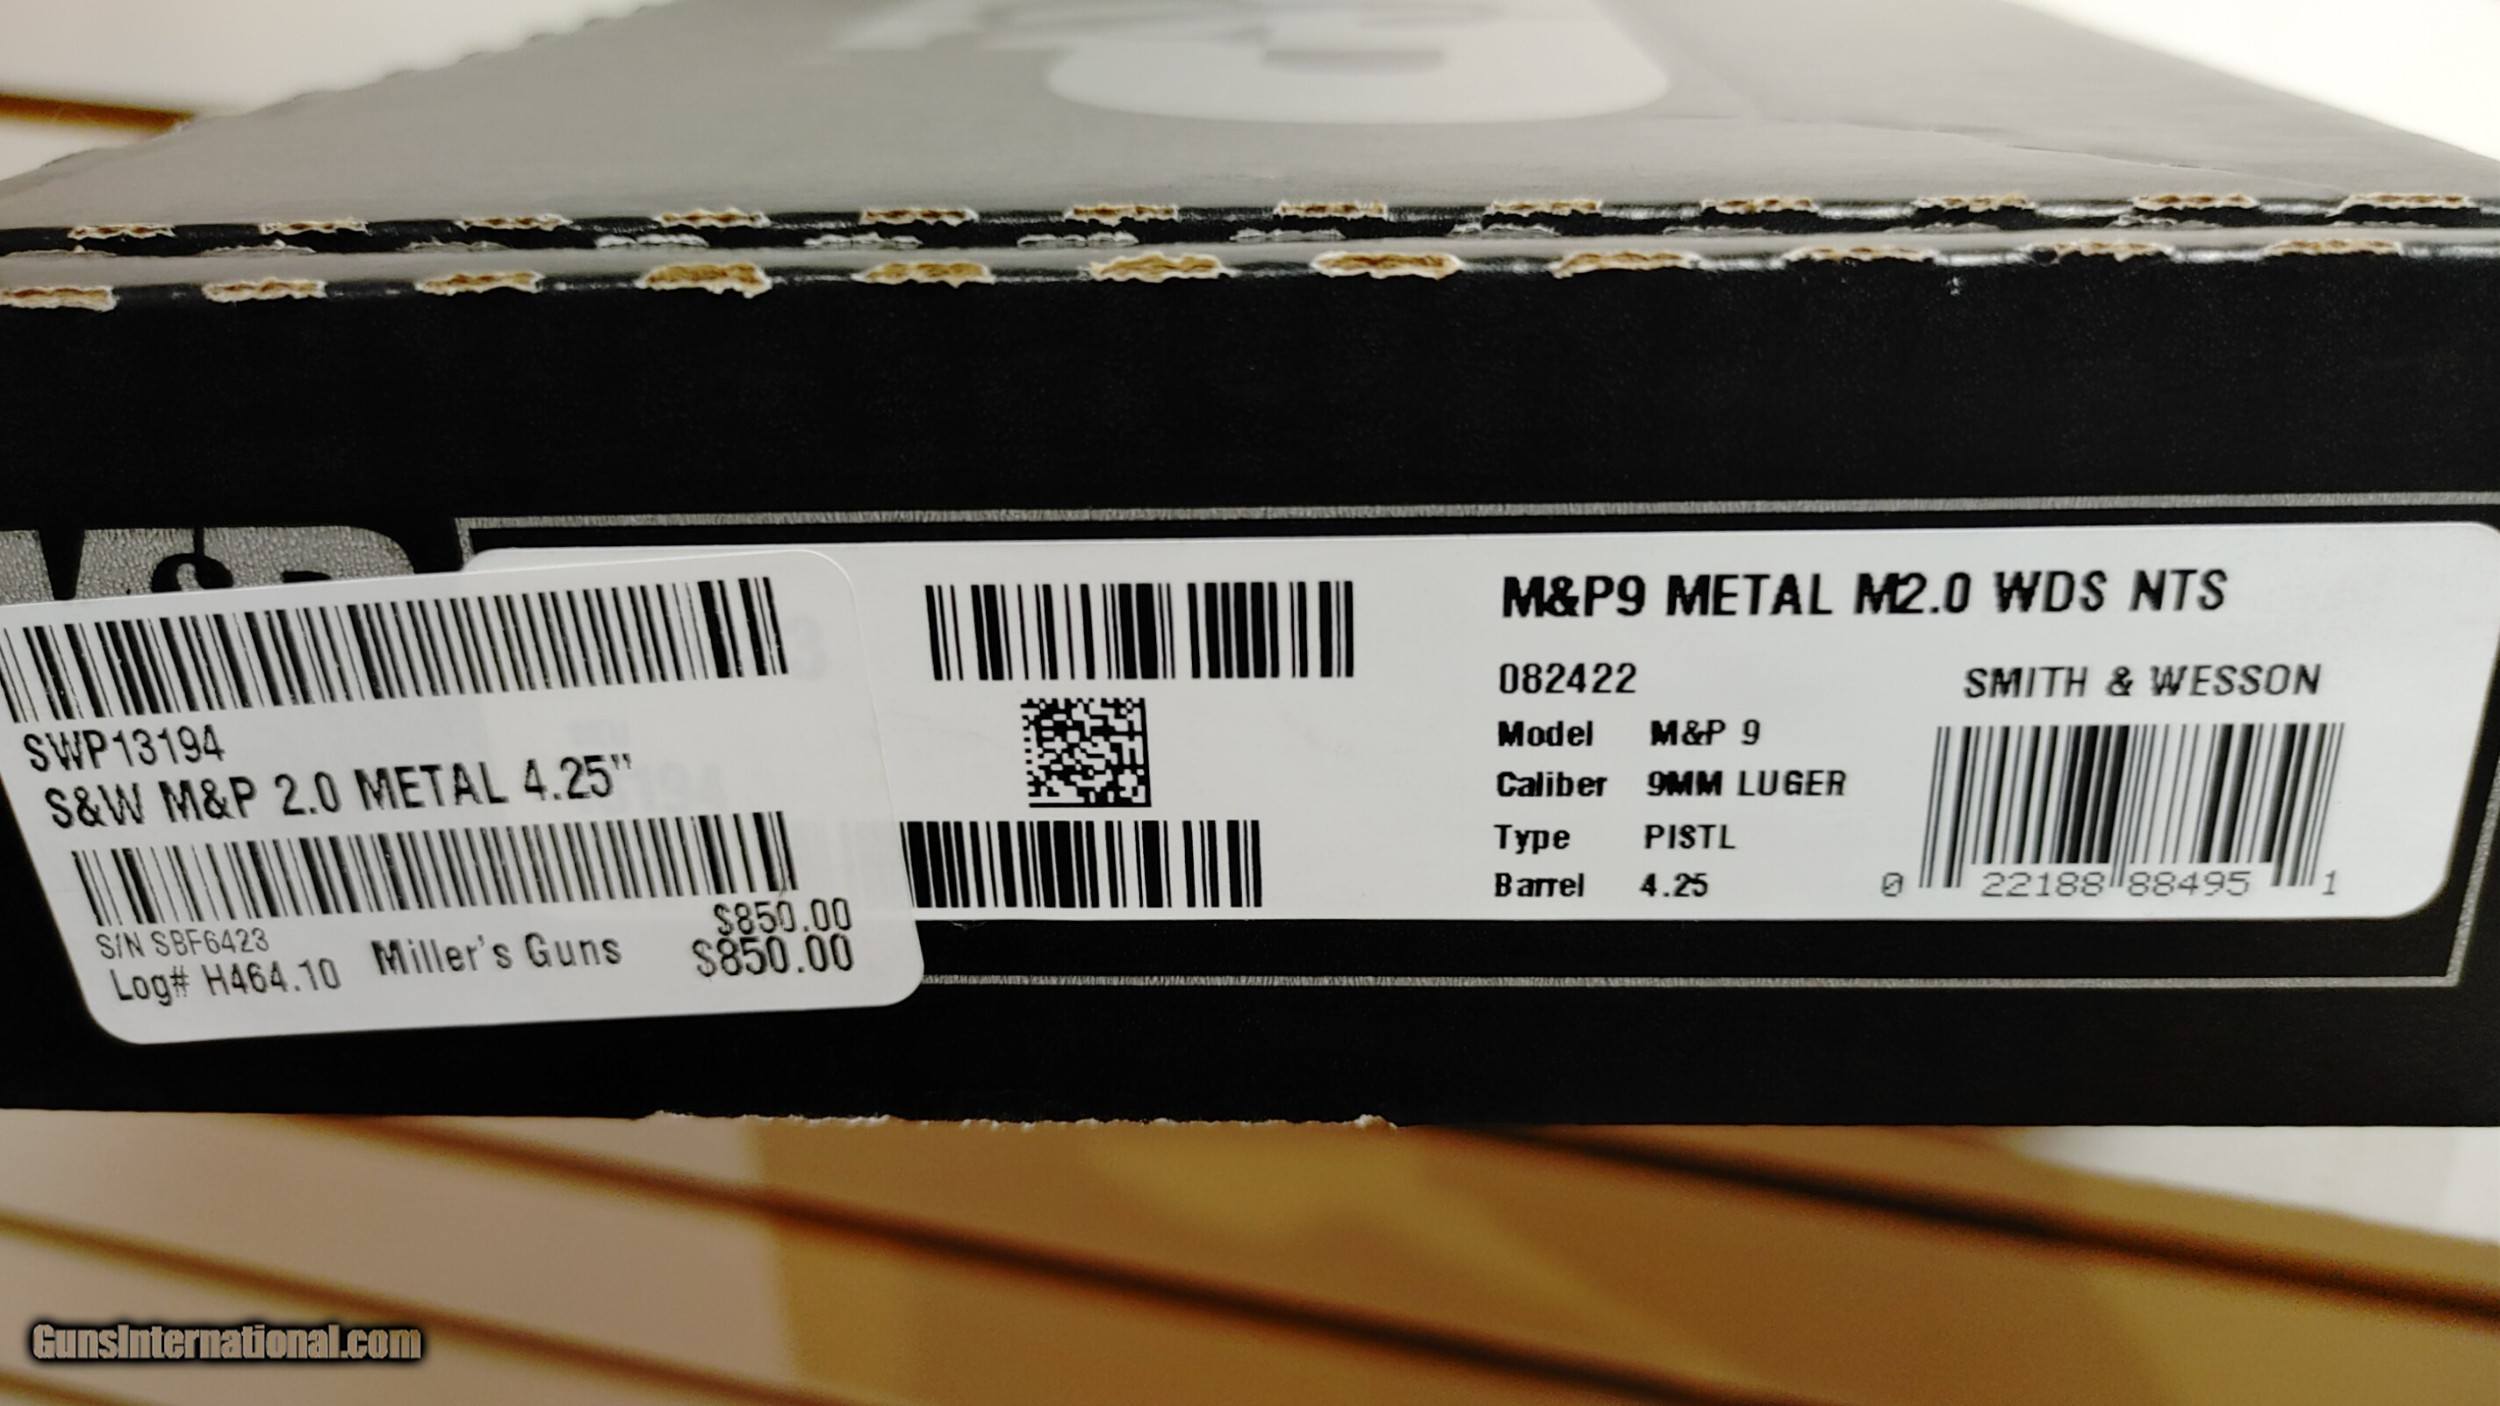 SWP13194
S&W M&P 2.0 METAL 4.25"
$850.00
S/N SBF6423
Log# H464.10 Miller's Guns $850.00
M&P9 METAL M2.0 WDS NTS
082422 SMITH & WESSON
Model M&P 9
Caliber 9MM LUGER
Type PISTL
Barrel 4.25
0 22188 88495 1
GunsInternational.com